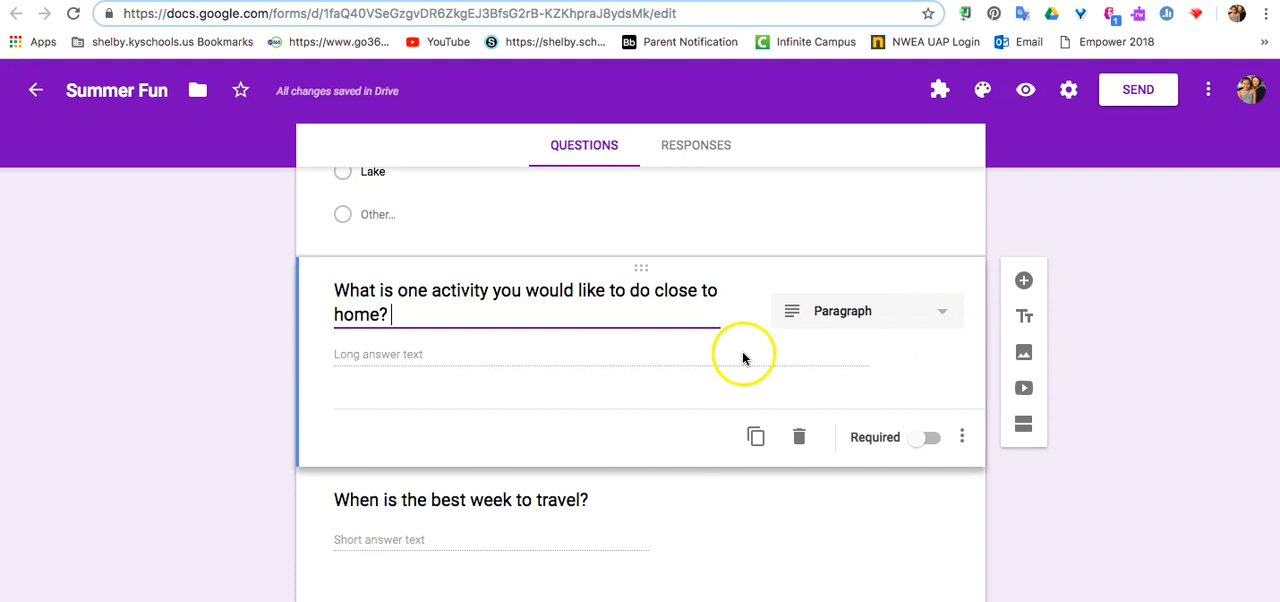 https://docs.google.com/forms/d/1faQ40VSeGzgvDR6ZkgEJ3BfsG2rB-KZKhpraJ8ydsMk/edit
1
Apps shelby.kyschools.us Bookmarks https://www.go36... YouTube S https://shelby.sch... Bb Parent Notification Infinite Campus NWEA UAP Login Email Empower 2018 »
Summer Fun All changes saved in Drive SEND
QUESTIONS RESPONSES
Lake
Other...
What is one activity you would like to do close to
home?
Paragraph
Long answer text
Required
When is the best week to travel?
Short answer text